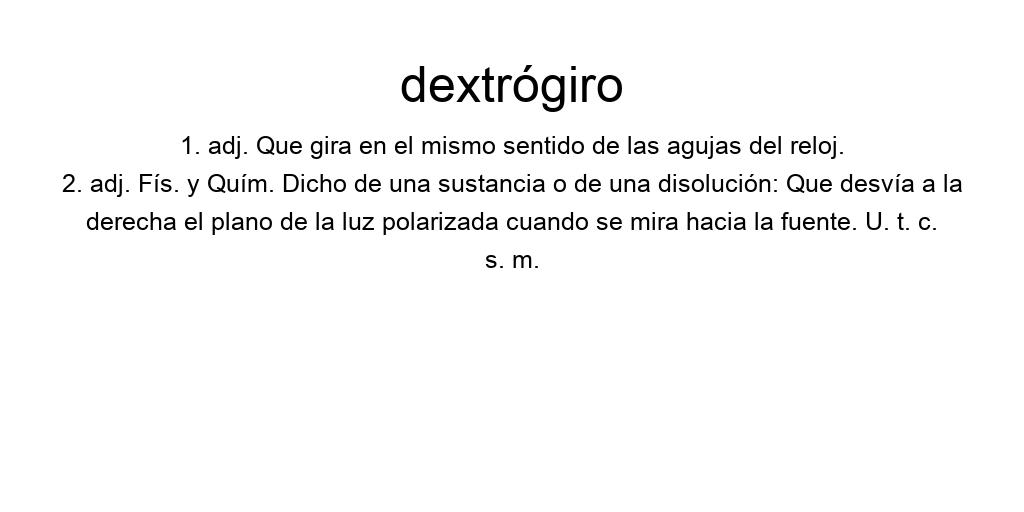 dextrógiro
1. adj. Que gira en el mismo sentido de las agujas del reloj.
2. adj. Fís. y Quím. Dicho de una sustancia o de una disolución: Que desvía a la
derecha el plano de la luz polarizada cuando se mira hacia la fuente. U. t. c.
s. m.